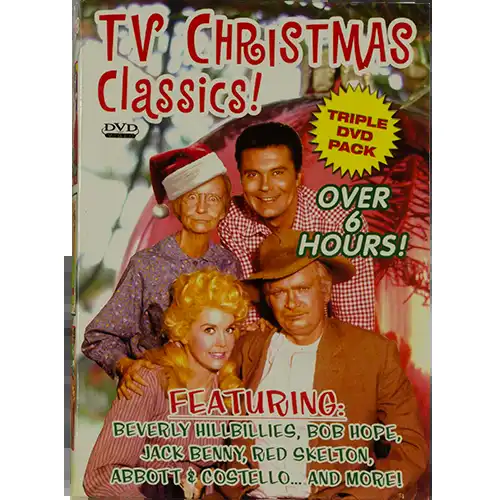 TV CHRISTMAS
Classics!
DVD
VIDEO
TRIPLE
DVD
PACK
OVER
6
HOURS!
FEATURING:
BEVERLY HILLBILLIES, BOB HOPE,
JACK BENNY, RED SKELTON,
ABBOTT & COSTELLO... AND MORE!